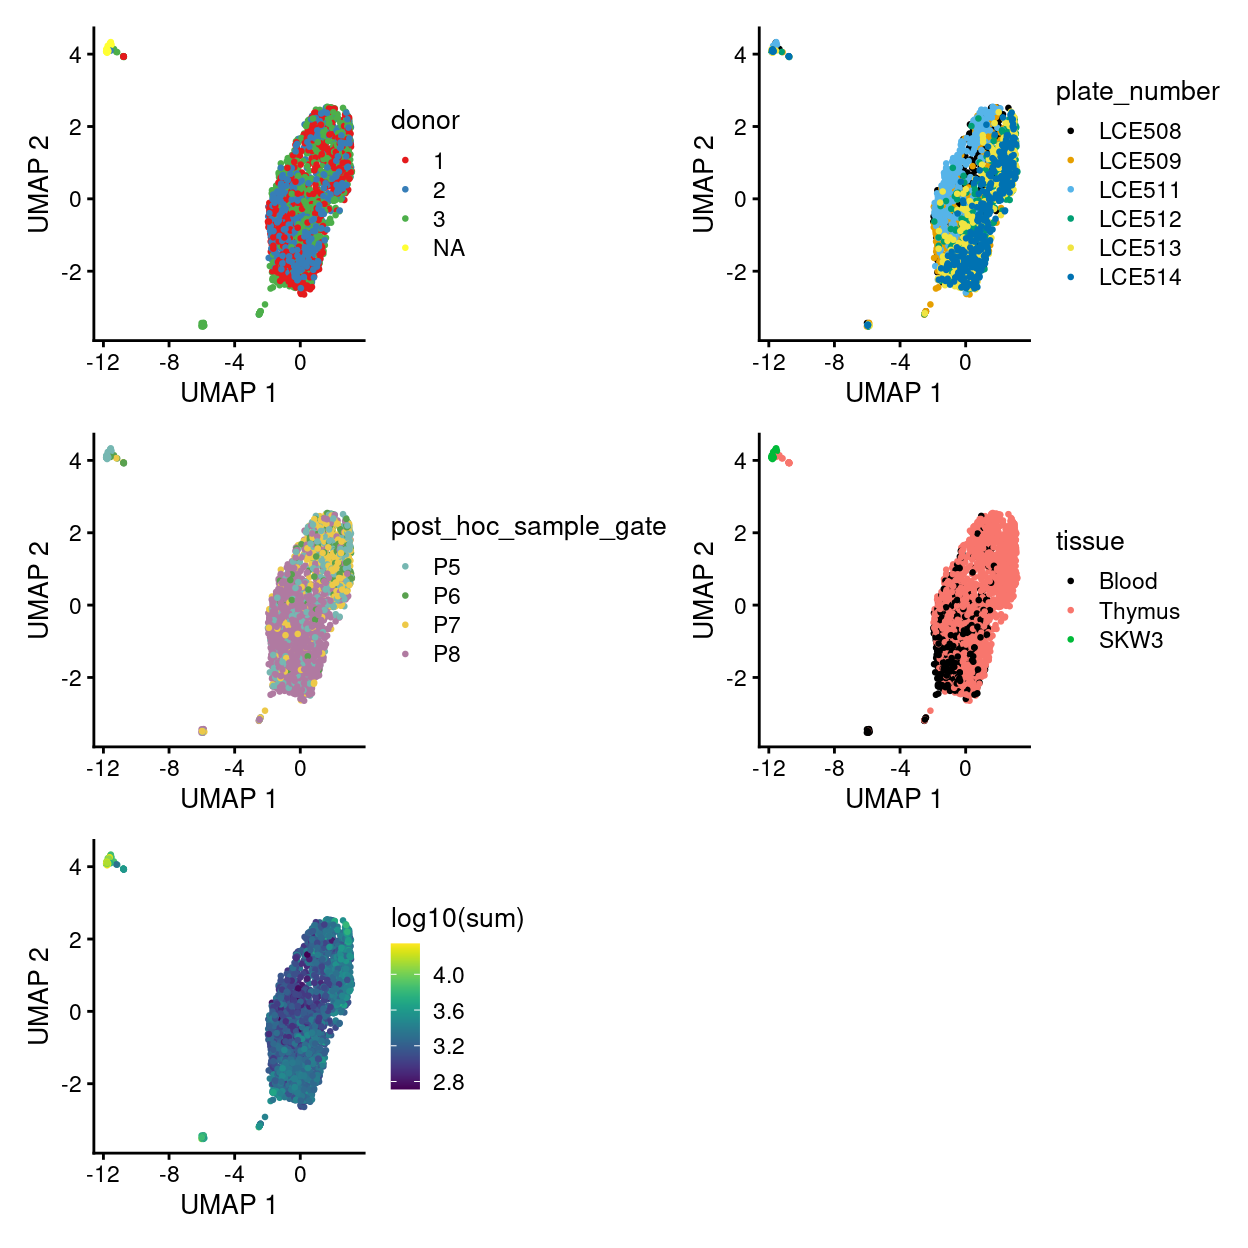 4
2
0
-2
UMAP 2
-12 -8 -4 0
UMAP 1
donor
1
2
3
NA
4
2
0
-2
UMAP 2
-12 -8 -4 0
UMAP 1
plate_number
LCE508
LCE509
LCE511
LCE512
LCE513
LCE514
4
2
0
-2
UMAP 2
-12 -8 -4 0
UMAP 1
post_hoc_sample_gate
P5
P6
P7
P8
4
2
0
-2
UMAP 2
-12 -8 -4 0
UMAP 1
tissue
Blood
Thymus
SKW3
4
2
0
-2
UMAP 2
-12 -8 -4 0
UMAP 1
log10(sum)
4.0
3.6
3.2
2.8